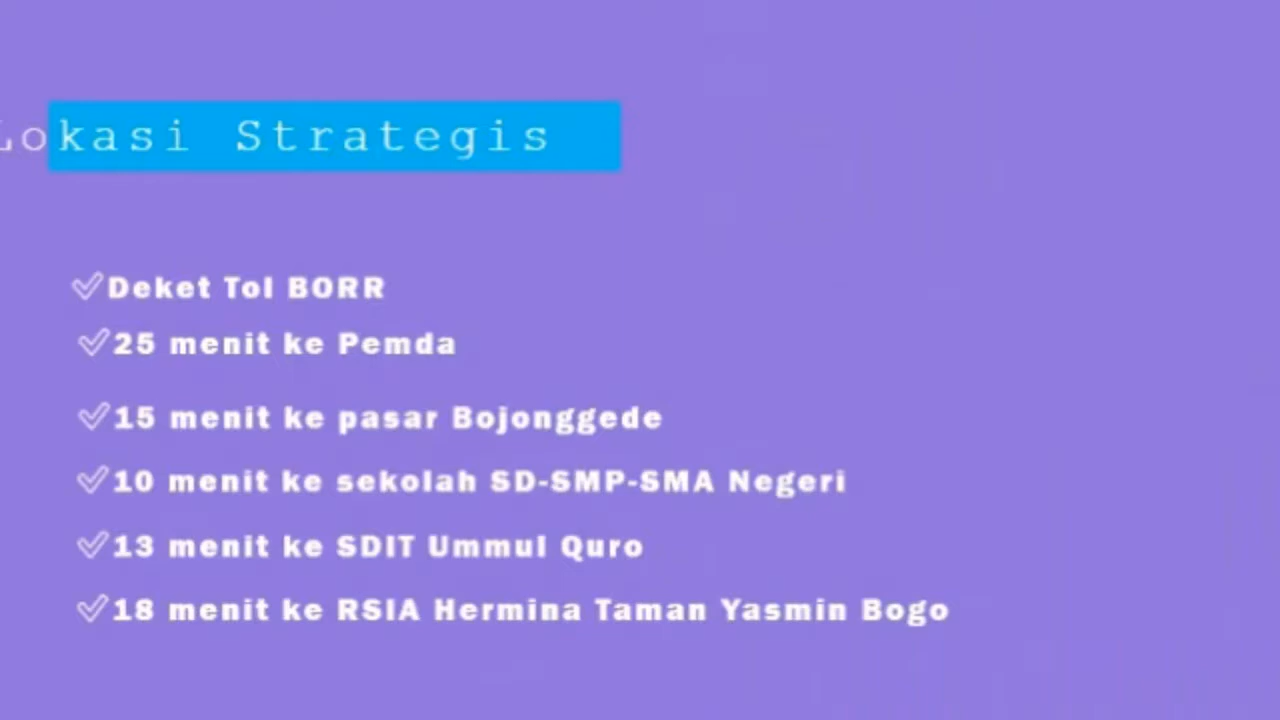 Lokasi Strategis
✓Deket Tol BORR
✓25 menit ke Pemda
✓15 menit ke pasar Bojonggede
✓10 menit ke sekolah SD-SMP-SMA Negeri
✓13 menit ke SDIT Ummul Quro
✓18 menit ke RSIA Hermina Taman Yasmin Bogo